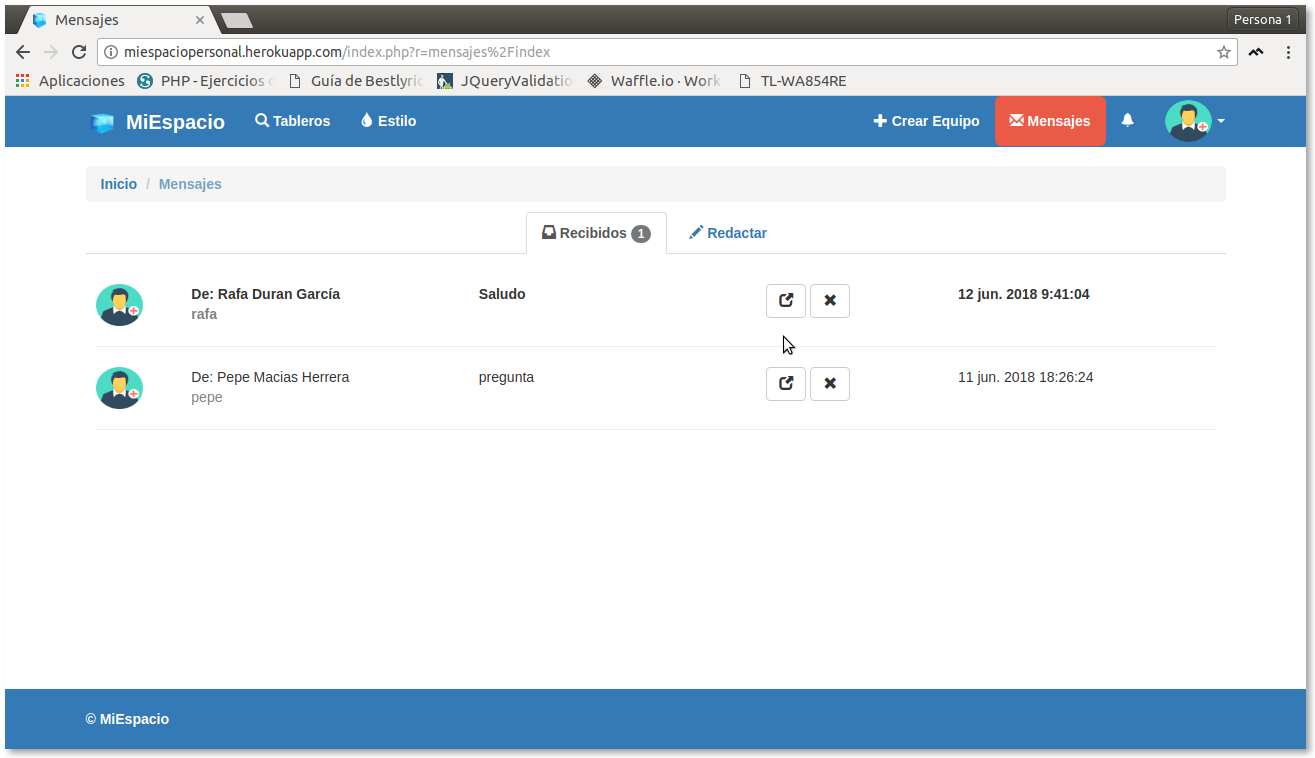 Mensajes
Persona 1
miespaciopersonal.herokuapp.com/index.php?r=mensajes%2Findex
Aplicaciones PHP - Ejercicios Guía de Bestlyric JQueryValidatio Waffle.io · Work TL-WA854RE
MiEspacio Tableros Estilo Crear Equipo Mensajes
Inicio / Mensajes
Recibidos 1 Redactar
De: Rafa Duran García Saludo 12 jun. 2018 9:41:04
rafa
De: Pepe Macias Herrera pregunta 11 jun. 2018 18:26:24
pepe
© MiEspacio